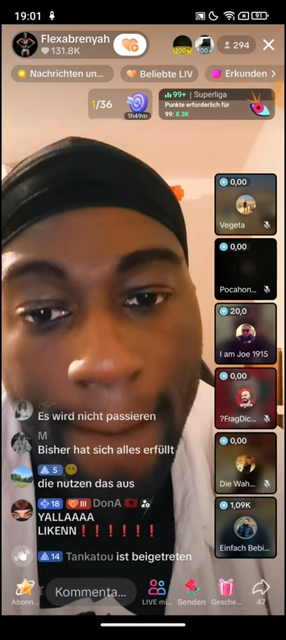 19:01
91
Flexabrenyah
131.8K
100+
294
Nachrichten un...
Beliebte LIV
Erkunden
1/36
1h49m
99+ | Superliga
Punkte erforderlich für
99: 8.3K
0,00
Vegeta
0,00
Pocahon...
20,0
I am Joe 1915
0,00
?FragDic...
0,00
Die Wah...
1,09K
Einfach Bebi...
Es wird nicht passieren
M
Bisher hat sich alles erfüllt
5
die nutzen das aus
18 III DonA
YALLAAAA
LIKENN❗❗❗❗❗❗
14 Tankatou ist beigetreten
Abonn...
Kommenta...
LIVE mi...
Senden
Gesche...
47